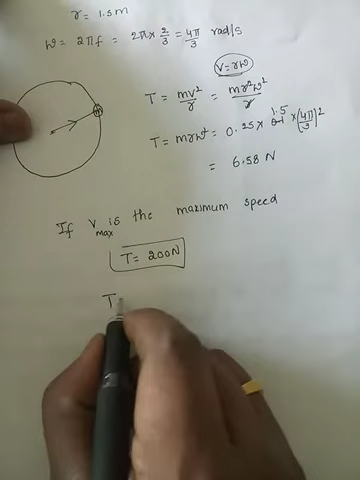 r = 1.5m
W = 2πf = 2π × 2/3 = 4π/3 rad/s
V = rω
m
T = mv²/r = mr²ω²/r
T = mrω² = 0.25 × 1.5 × (4π/3)²
= 6.58 N
If Vmax is the maximum speed
T = 200N
T